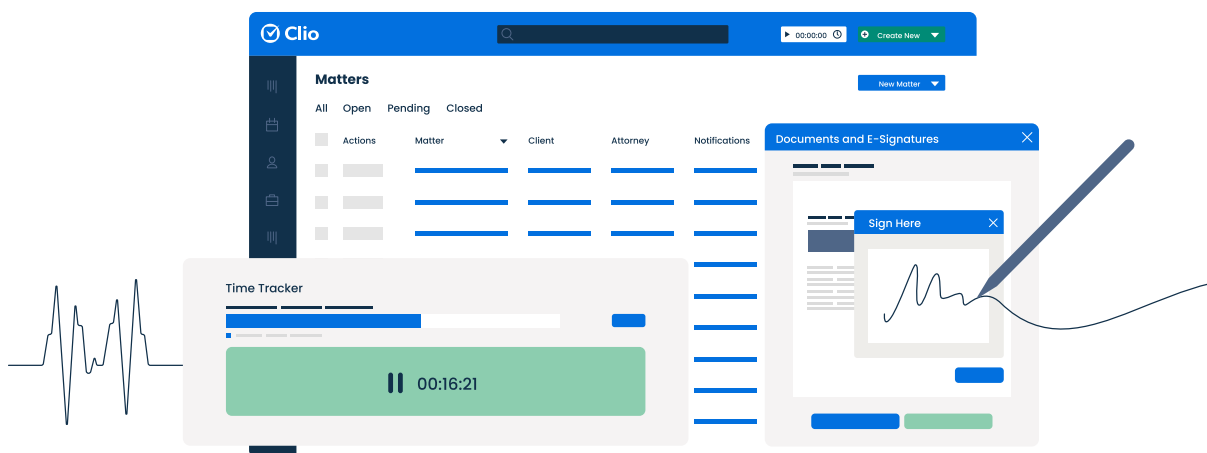 Clio
00:00:00
Create New
Matters
New Matter
All Open Pending Closed
Actions Matter Client Attorney Notifications
Documents and E-Signatures
Sign Here
Time Tracker
00:16:21